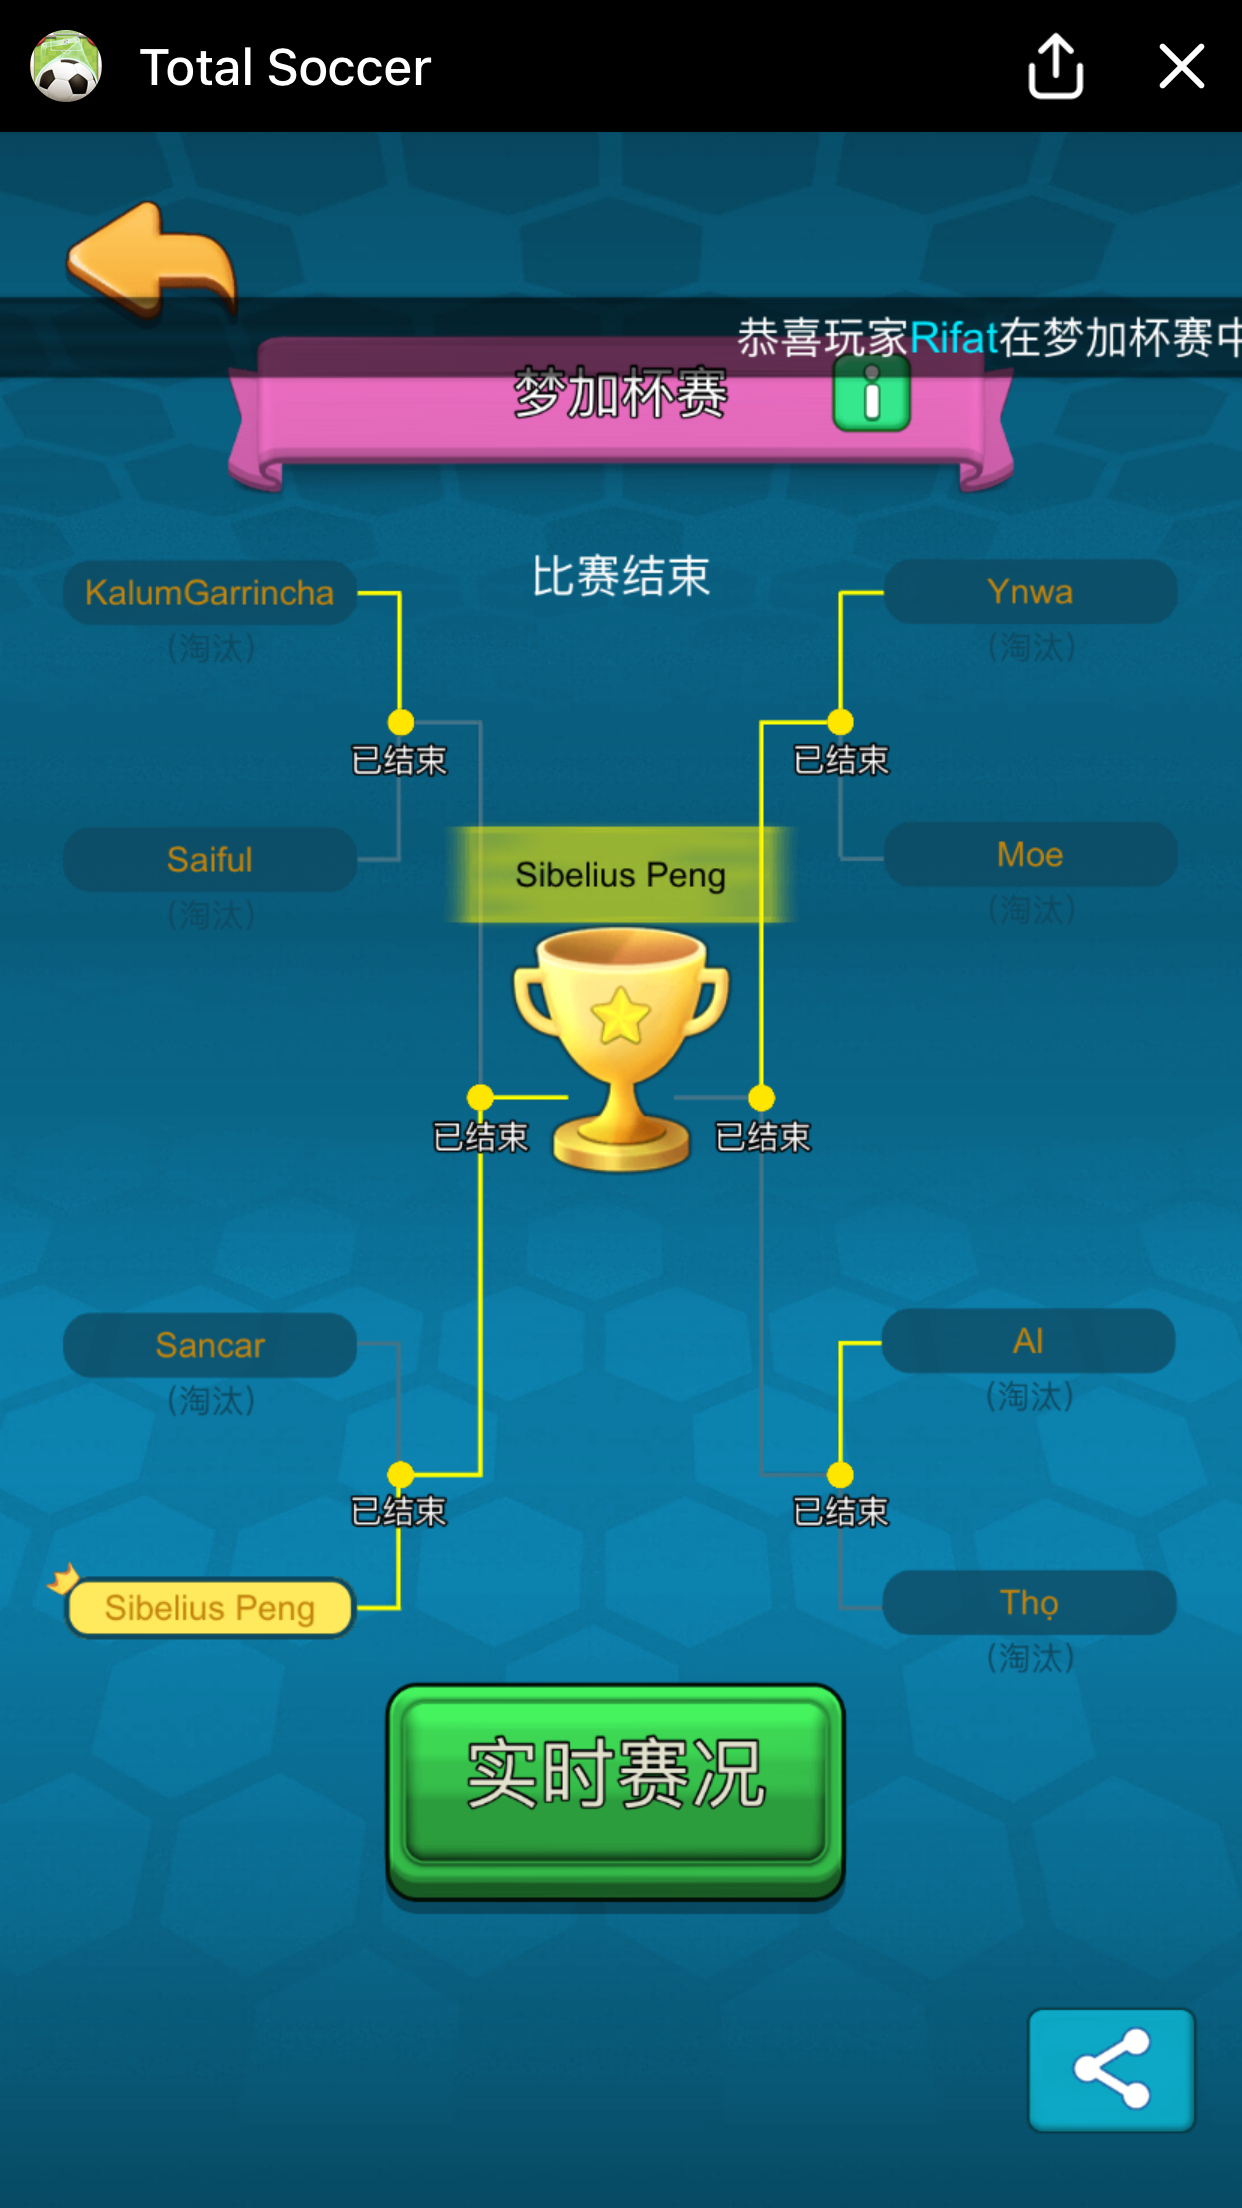 Total Soccer
恭喜玩家Rifat在梦加杯赛中
梦加杯赛
比赛结束
KalumGarrincha
(淘汰)
Ynwa
(淘汰)
已结束
已结束
Saiful
(淘汰)
Moe
(淘汰)
Sibelius Peng
已结束
已结束
Sancar
(淘汰)
Al
(淘汰)
已结束
已结束
Sibelius Peng
Thọ
(淘汰)
实时赛况